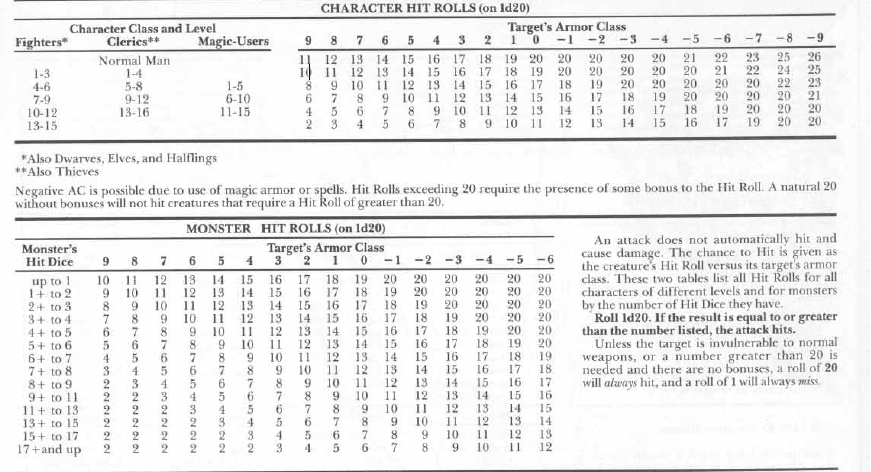 CHARACTER HIT ROLLS (on 1d20)
Character Class and Level Target's Armor Class
Fighters* Clerics** Magic-Users 9 8 7 6 5 4 3 2 1 0 −1 −2 −3 −4 −5 −6 −7 −8 −9
Normal Man 11 12 13 14 15 16 17 18 19 20 20 20 20 20 21 22 23 25 26
1-3 1-4 10 11 12 13 14 15 16 17 18 19 20 20 20 20 20 21 22 24 25
4-6 5-8 1-5 8 9 10 11 12 13 14 15 16 17 18 19 20 20 20 20 20 22 23
7-9 9-12 6-10 6 7 8 9 10 11 12 13 14 15 16 17 18 19 20 20 20 20 21
10-12 13-16 11-15 4 5 6 7 8 9 10 11 12 13 14 15 16 17 18 19 20 20 20
13-15 2 3 4 5 6 7 8 9 10 11 12 13 14 15 16 17 19 20 20
*Also Dwarves, Elves, and Halflings
**Also Thieves
Negative AC is possible due to use of magic armor or spells. Hit Rolls exceeding 20 require the presence of some bonus to the Hit Roll. A natural 20
without bonuses will not hit creatures that require a Hit Roll of greater than 20.
MONSTER HIT ROLLS (on 1d20)
Monster's Target's Armor Class
Hit Dice 9 8 7 6 5 4 3 2 1 0 −1 −2 −3 −4 −5 −6
up to 1 10 11 12 13 14 15 16 17 18 19 20 20 20 20 20 20
1+ to 2 9 10 11 12 13 14 15 16 17 18 19 20 20 20 20 20
2+ to 3 8 9 10 11 12 13 14 15 16 17 18 19 20 20 20 20
3+ to 4 7 8 9 10 11 12 13 14 15 16 17 18 19 20 20 20
4+ to 5 6 7 8 9 10 11 12 13 14 15 16 17 18 19 20 20
5+ to 6 5 6 7 8 9 10 11 12 13 14 15 16 17 18 19 20
6+ to 7 4 5 6 7 8 9 10 11 12 13 14 15 16 17 18 19
7+ to 8 3 4 5 6 7 8 9 10 11 12 13 14 15 16 17 18
8+ to 9 2 3 4 5 6 7 8 9 10 11 12 13 14 15 16 17
9+ to 11 2 2 3 4 5 6 7 8 9 10 11 12 13 14 15 16
11+ to 13 2 2 2 3 4 5 6 7 8 9 10 11 12 13 14 15
13+ to 15 2 2 2 2 3 4 5 6 7 8 9 10 11 12 13 14
15+ to 17 2 2 2 2 2 3 4 5 6 7 8 9 10 11 12 13
17+and up 2 2 2 2 2 2 3 4 5 6 7 8 9 10 11 12
An attack does not automatically hit and
cause damage. The chance to Hit is given as
the creature's Hit Roll versus its target's armor
class. These two tables list all Hit Rolls for all
characters of different levels and for monsters
by the number of Hit Dice they have.
Roll 1d20. If the result is equal to or greater
than the number listed, the attack hits.
Unless the target is invulnerable to normal
weapons, or a number greater than 20 is
needed and there are no bonuses, a roll of 20
will always hit, and a roll of 1 will always miss.